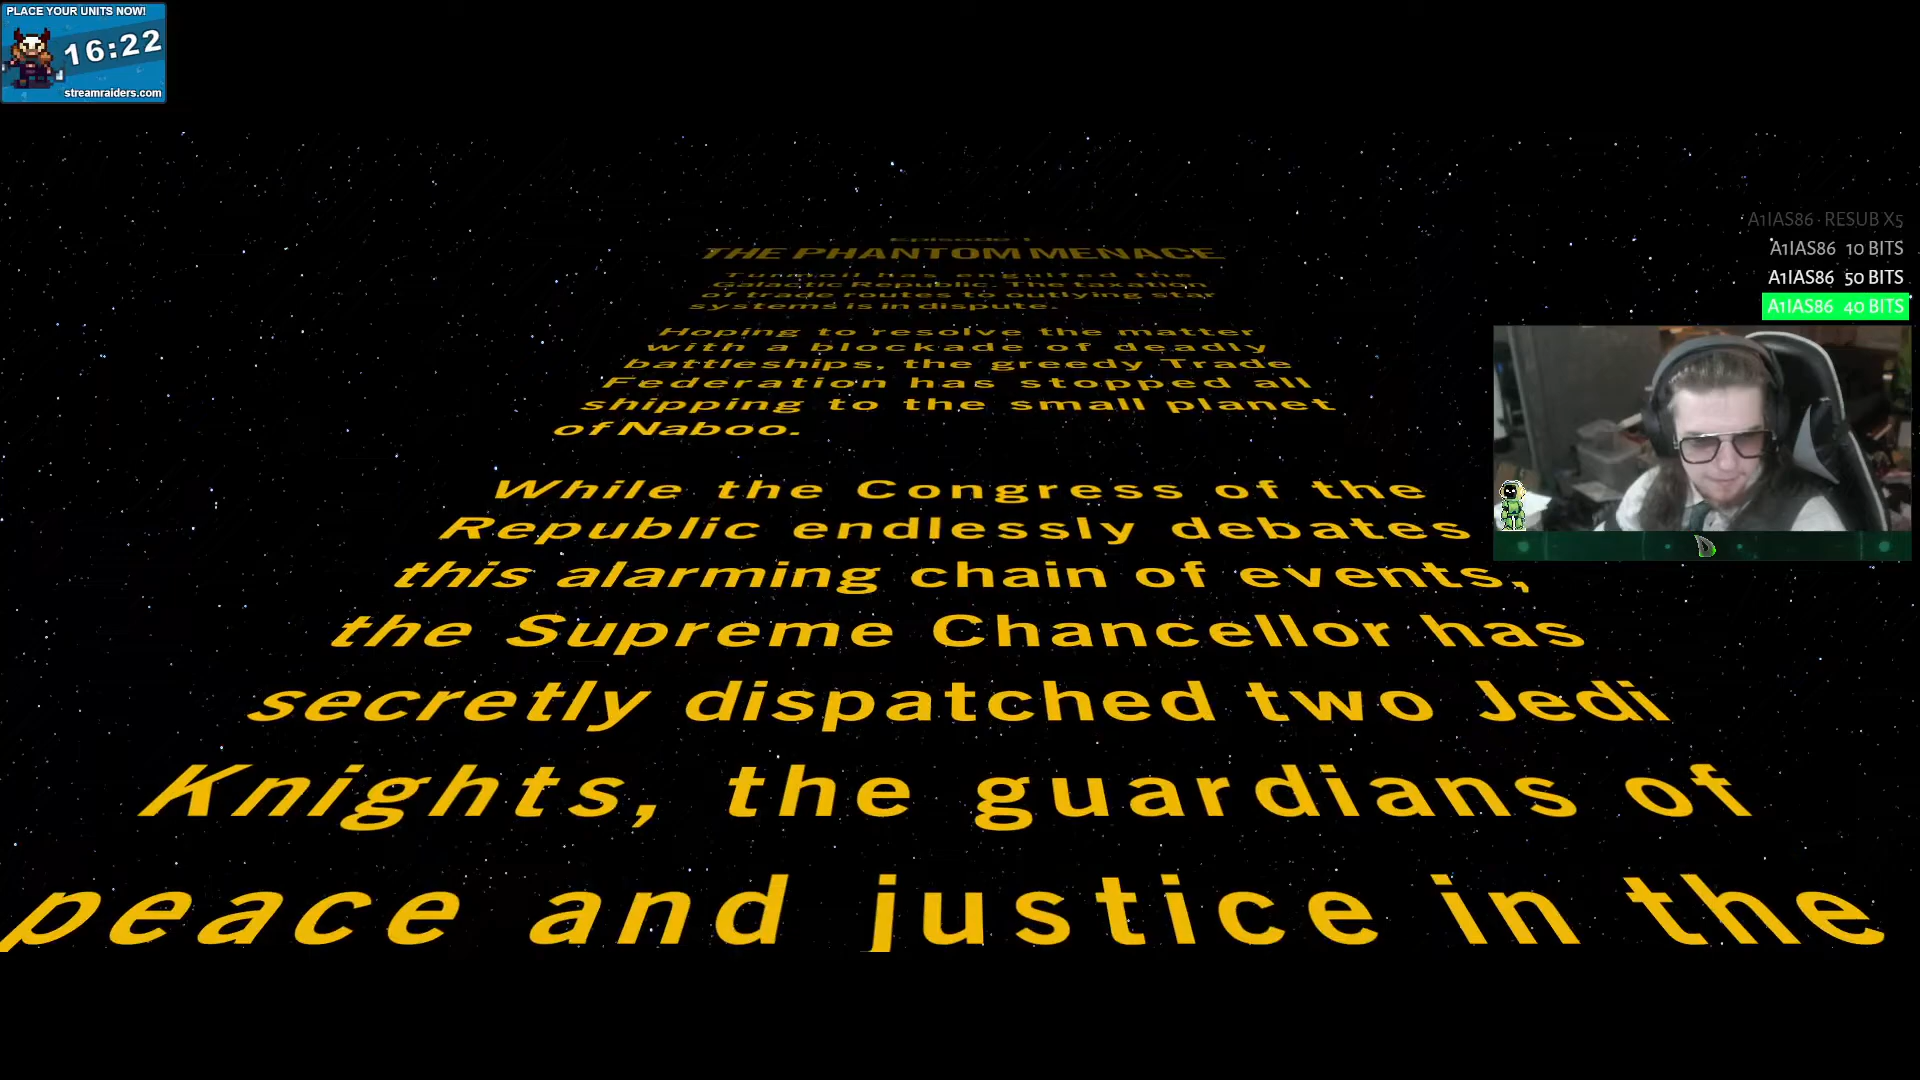 PLACE YOUR UNITS NOW!
16:22
streamraiders.com
A1IAS86 · RESUB X5
A1IAS86 10 BITS
A1IAS86 50 BITS
A1IAS86 40 BITS
Episode I
THE PHANTOM MENACE
Turmoil has engulfed the
Galactic Republic. The taxation
of trade routes to outlying star
systems is in dispute.
Hoping to resolve the matter
with a blockade of deadly
battleships, the greedy Trade
Federation has stopped all
shipping to the small planet
of Naboo.
While the Congress of the
Republic endlessly debates
this alarming chain of events,
the Supreme Chancellor has
secretly dispatched two Jedi
Knights, the guardians of
peace and justice in the